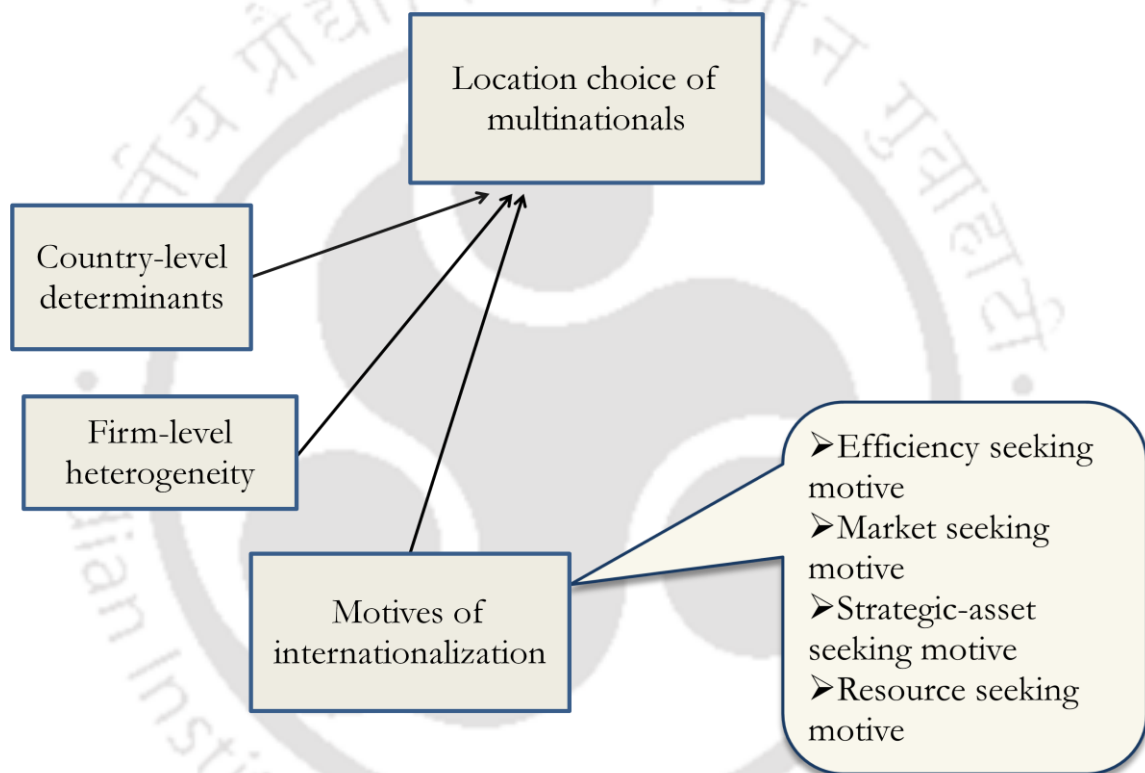 Location choice of
multinationals
Country-level
determinants
Firm-level
heterogeneity
Motives of
internationalization
➢Efficiency seeking
motive
➢Market seeking
motive
➢Strategic-asset
seeking motive
➢Resource seeking
motive